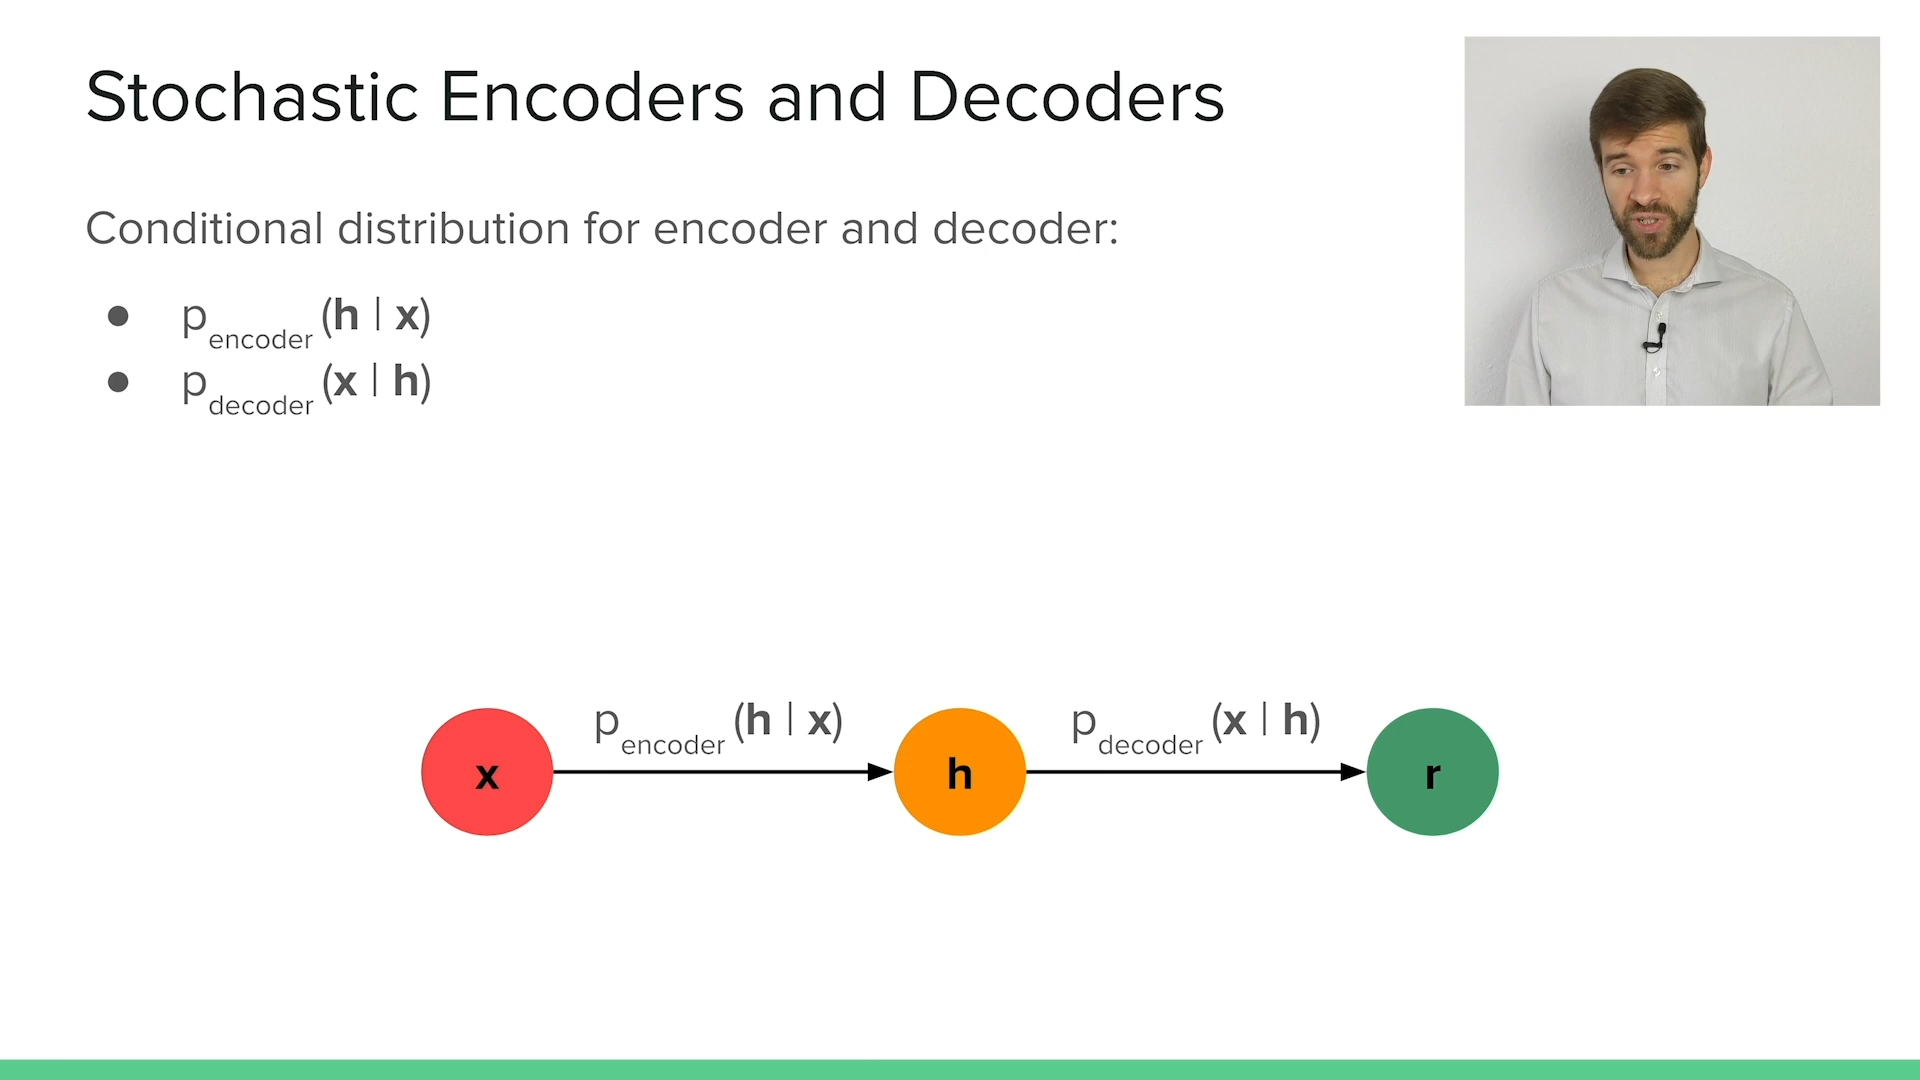 Stochastic Encoders and Decoders
Conditional distribution for encoder and decoder:
● p encoder (h | x)
● p decoder (x | h)
p encoder (h | x)
p decoder (x | h)
x
h
r